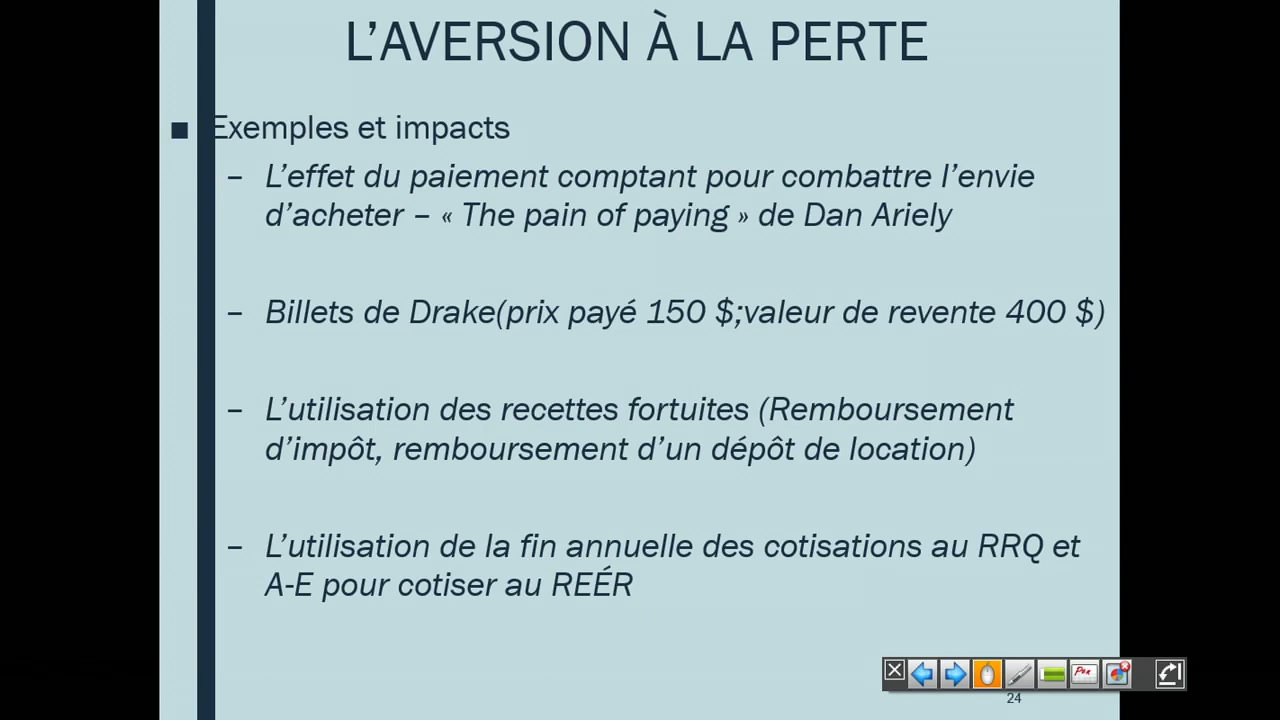 L'AVERSION À LA PERTE
■ Exemples et impacts
– L'effet du paiement comptant pour combattre l'envie
d'acheter – « The pain of paying » de Dan Ariely
– Billets de Drake(prix payé 150 $;valeur de revente 400 $)
– L'utilisation des recettes fortuites (Remboursement
d'impôt, remboursement d'un dépôt de location)
– L'utilisation de la fin annuelle des cotisations au RRQ et
A-E pour cotiser au REÉR
Pen
24